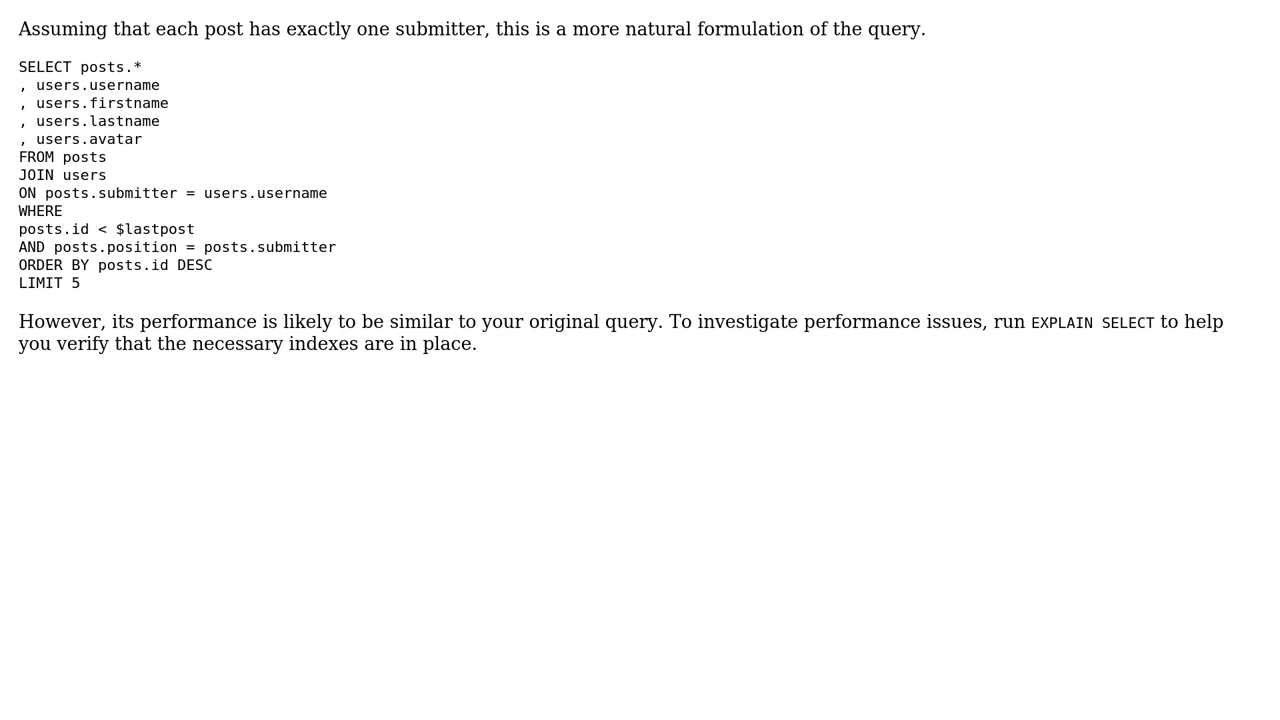 Assuming that each post has exactly one submitter, this is a more natural formulation of the query.
SELECT posts.*
, users.username
, users.firstname
, users.lastname
, users.avatar
FROM posts
JOIN users
ON posts.submitter = users.username
WHERE
posts.id < $lastpost
AND posts.position = posts.submitter
ORDER BY posts.id DESC
LIMIT 5
However, its performance is likely to be similar to your original query. To investigate performance issues, run EXPLAIN SELECT to help
you verify that the necessary indexes are in place.